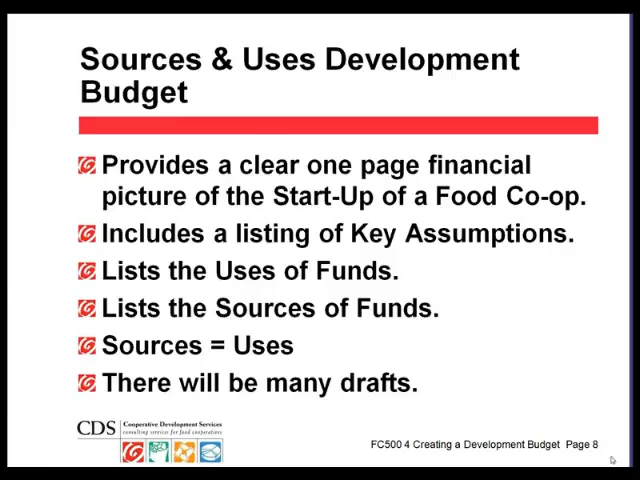 Sources & Uses Development
Budget
Provides a clear one page financial
picture of the Start-Up of a Food Co-op.
Includes a listing of Key Assumptions.
Lists the Uses of Funds.
Lists the Sources of Funds.
Sources = Uses
There will be many drafts.
CDS Cooperative Development Services
consulting services for food cooperatives
FC500 4 Creating a Development Budget Page 8